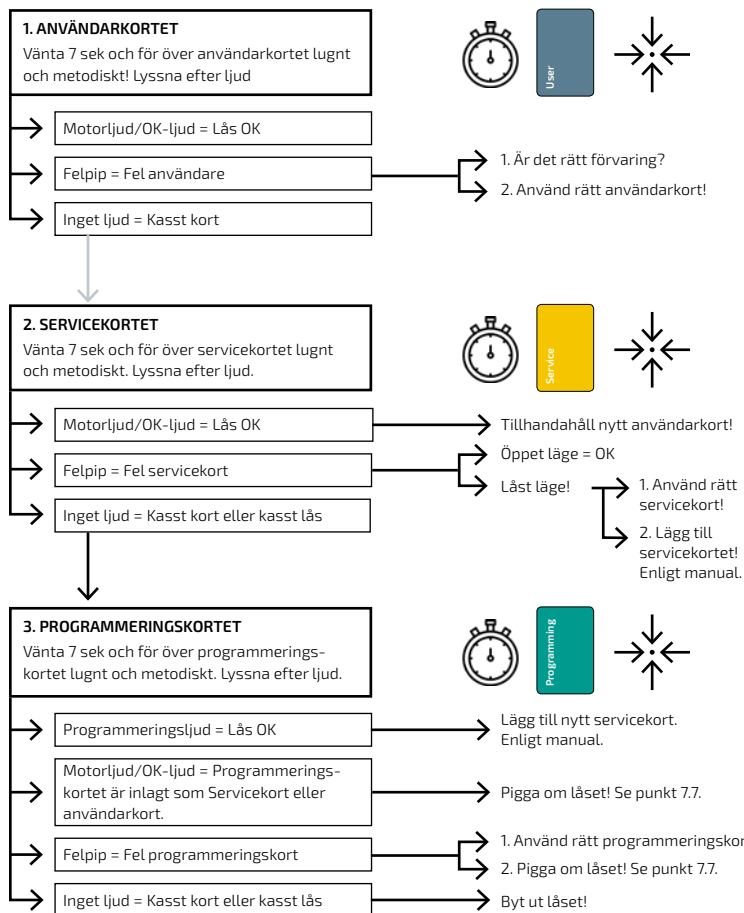 1. ANVÄNDARKORTET
Vänta 7 sek och för över användarkortet lugnt
och metodiskt! Lyssna efter ljud
User
Motorljud/OK-ljud = Lås OK
Felpip = Fel användare
1. Är det rätt förvaring?
2. Använd rätt användarkort!
Inget ljud = Kasst kort
2. SERVICEKORTET
Vänta 7 sek och för över servicekortet lugnt
och metodiskt. Lyssna efter ljud.
Service
Motorljud/OK-ljud = Lås OK
Tillhandahåll nytt användarkort!
Felpip = Fel servicekort
Öppet läge = OK
Låst läge!
1. Använd rätt
servicekort!
2. Lägg till
servicekortet!
Enligt manual.
Inget ljud = Kasst kort eller kasst lås
3. PROGRAMMERINGSKORTET
Vänta 7 sek och för över programmerings-
kortet lugnt och metodiskt. Lyssna efter ljud.
Programming
Programmeringsljud = Lås OK
Lägg till nytt servicekort.
Enligt manual.
Motorljud/OK-ljud = Programmerings-
kortet är inlagt som Servicekort eller
användarkort.
Pigga om låset! Se punkt 7.7.
Felpip = Fel programmeringskort
1. Använd rätt programmeringskor
2. Pigga om låset! Se punkt 7.7.
Inget ljud = Kasst kort eller kasst lås
Byt ut låset!